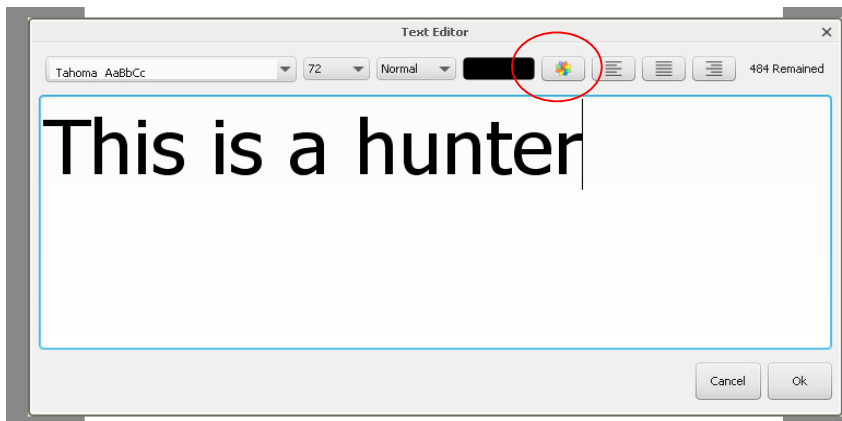 Text Editor
Tahoma AaBbCc 72 Normal 484 Remained
This is a hunter
Cancel Ok